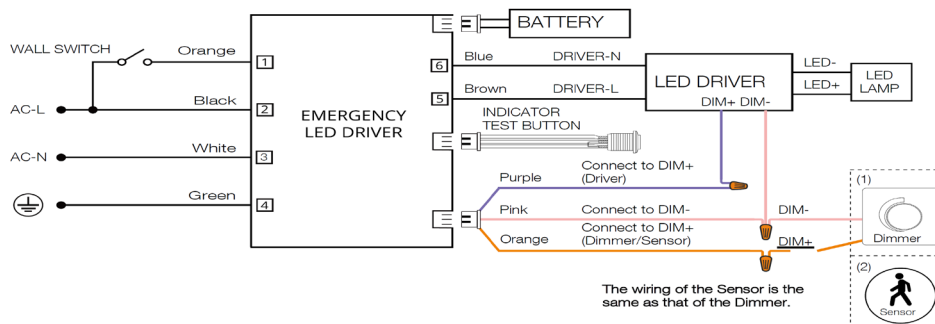 BATTERY
WALL SWITCH
Orange
1
6
Blue
DRIVER-N
LED DRIVER
LED-
LED+
LED
LAMP
AC-L
Black
2
5
Brown
DRIVER-L
DIM+ DIM-
EMERGENCY
LED DRIVER
INDICATOR
TEST BUTTON
AC-N
White
3
Purple
Connect to DIM+
(Driver)
(1)
Green
4
Pink
Connect to DIM-
DIM-
Orange
Connect to DIM+
(Dimmer/Sensor)
DIM+
Dimmer
(2)
The wiring of the Sensor is the
same as that of the Dimmer.
Sensor